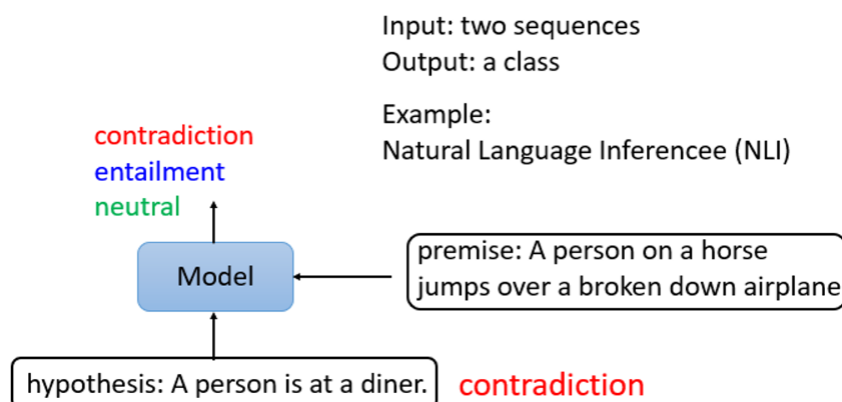 Input: two sequences
Output: a class
Example:
Natural Language Inferencee (NLI)
contradiction
entailment
neutral
Model
premise: A person on a horse
jumps over a broken down airplane
hypothesis: A person is at a diner.
contradiction